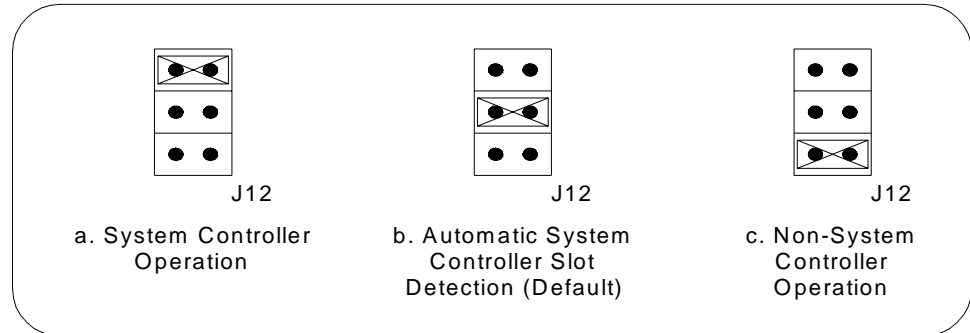 J12
a. System Controller
Operation
J12
b. Automatic System
Controller Slot
Detection (Default)
J12
c. Non-System
Controller
Operation